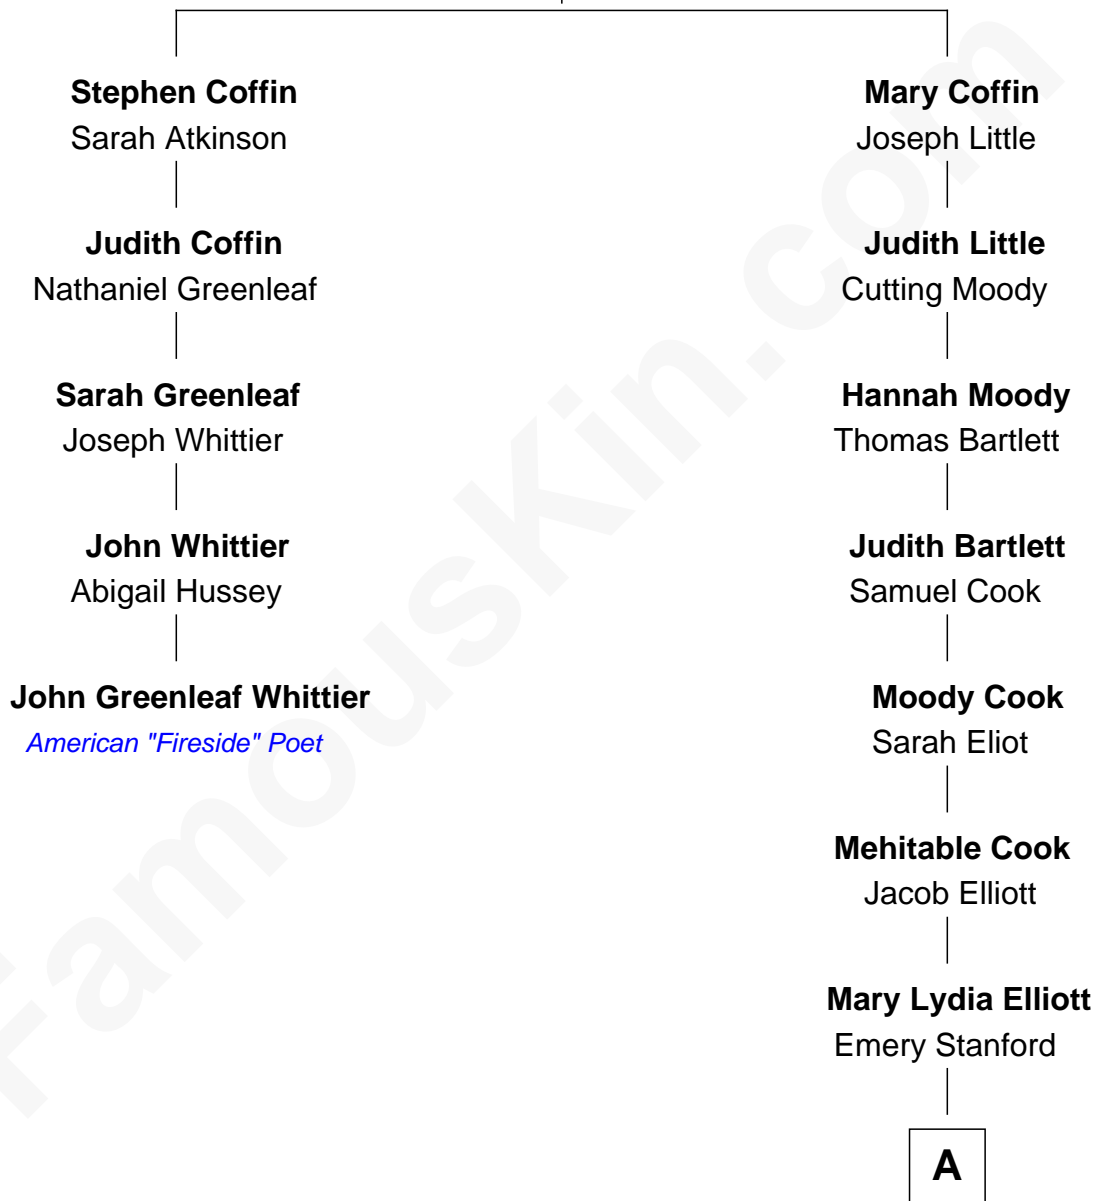 Stephen Coffin
Sarah Atkinson
Judith Coffin
Nathaniel Greenleaf
Sarah Greenleaf
Joseph Whittier
John Whittier
Abigail Hussey
John Greenleaf Whittier
American "Fireside" Poet
Mary Coffin
Joseph Little
Judith Little
Cutting Moody
Hannah Moody
Thomas Bartlett
Judith Bartlett
Samuel Cook
Moody Cook
Sarah Eliot
Mehitable Cook
Jacob Elliott
Mary Lydia Elliott
Emery Stanford
A
FamousKin.com